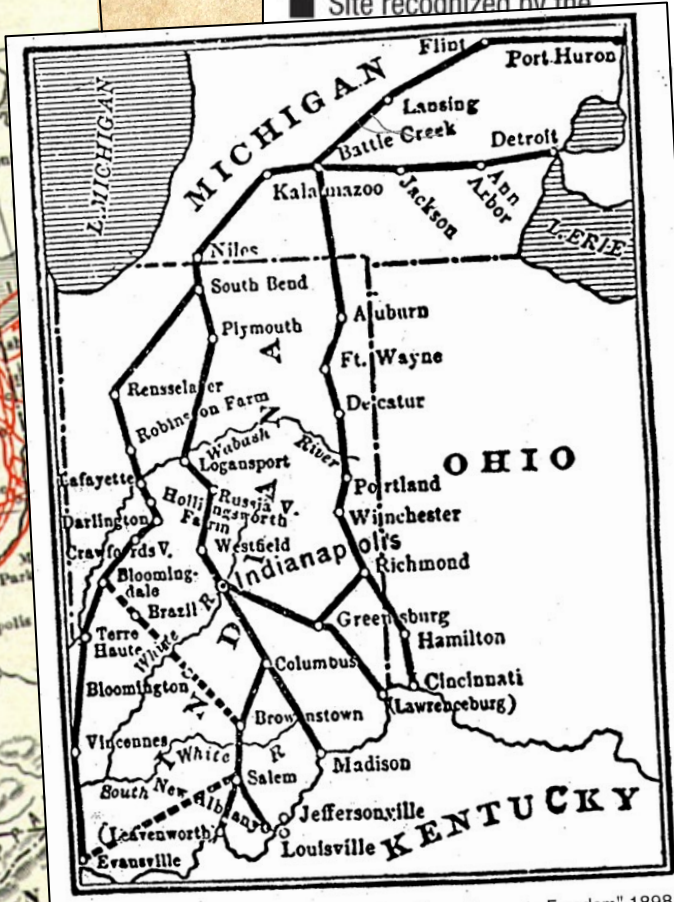 ■ Site recognized by the
Flint
Port Huron
MICHIGAN
L. MICHIGAN
Lansing
Battle Creek
Detroit
Kalamazoo
Jackson
Ann
Arbor
L. ERIE
Niles
South Bend
Plymouth
Auburn
Ft. Wayne
Decatur
Rensselaer
Robinson Farm
Wabash
River
Logansport
OHIO
Lafayette
Russia V.
Portland
Hollingsworth
Farm
Darlington
Winchester
Crawfords V.
Westfield
Indianapolis
Richmond
Blooming-
dale
Brazil
R
Greensburg
Hamilton
Terre
Haute
White
Columbus
Cincinnati
(Lawrenceburg)
Bloomington
Brownstown
Vincennes
White
R
Madison
Salem
South
New Albany
Jeffersonville
(Leavenworth)
Louisville
KENTUCKY
Evansville
INDIANA
Freedom" 1898